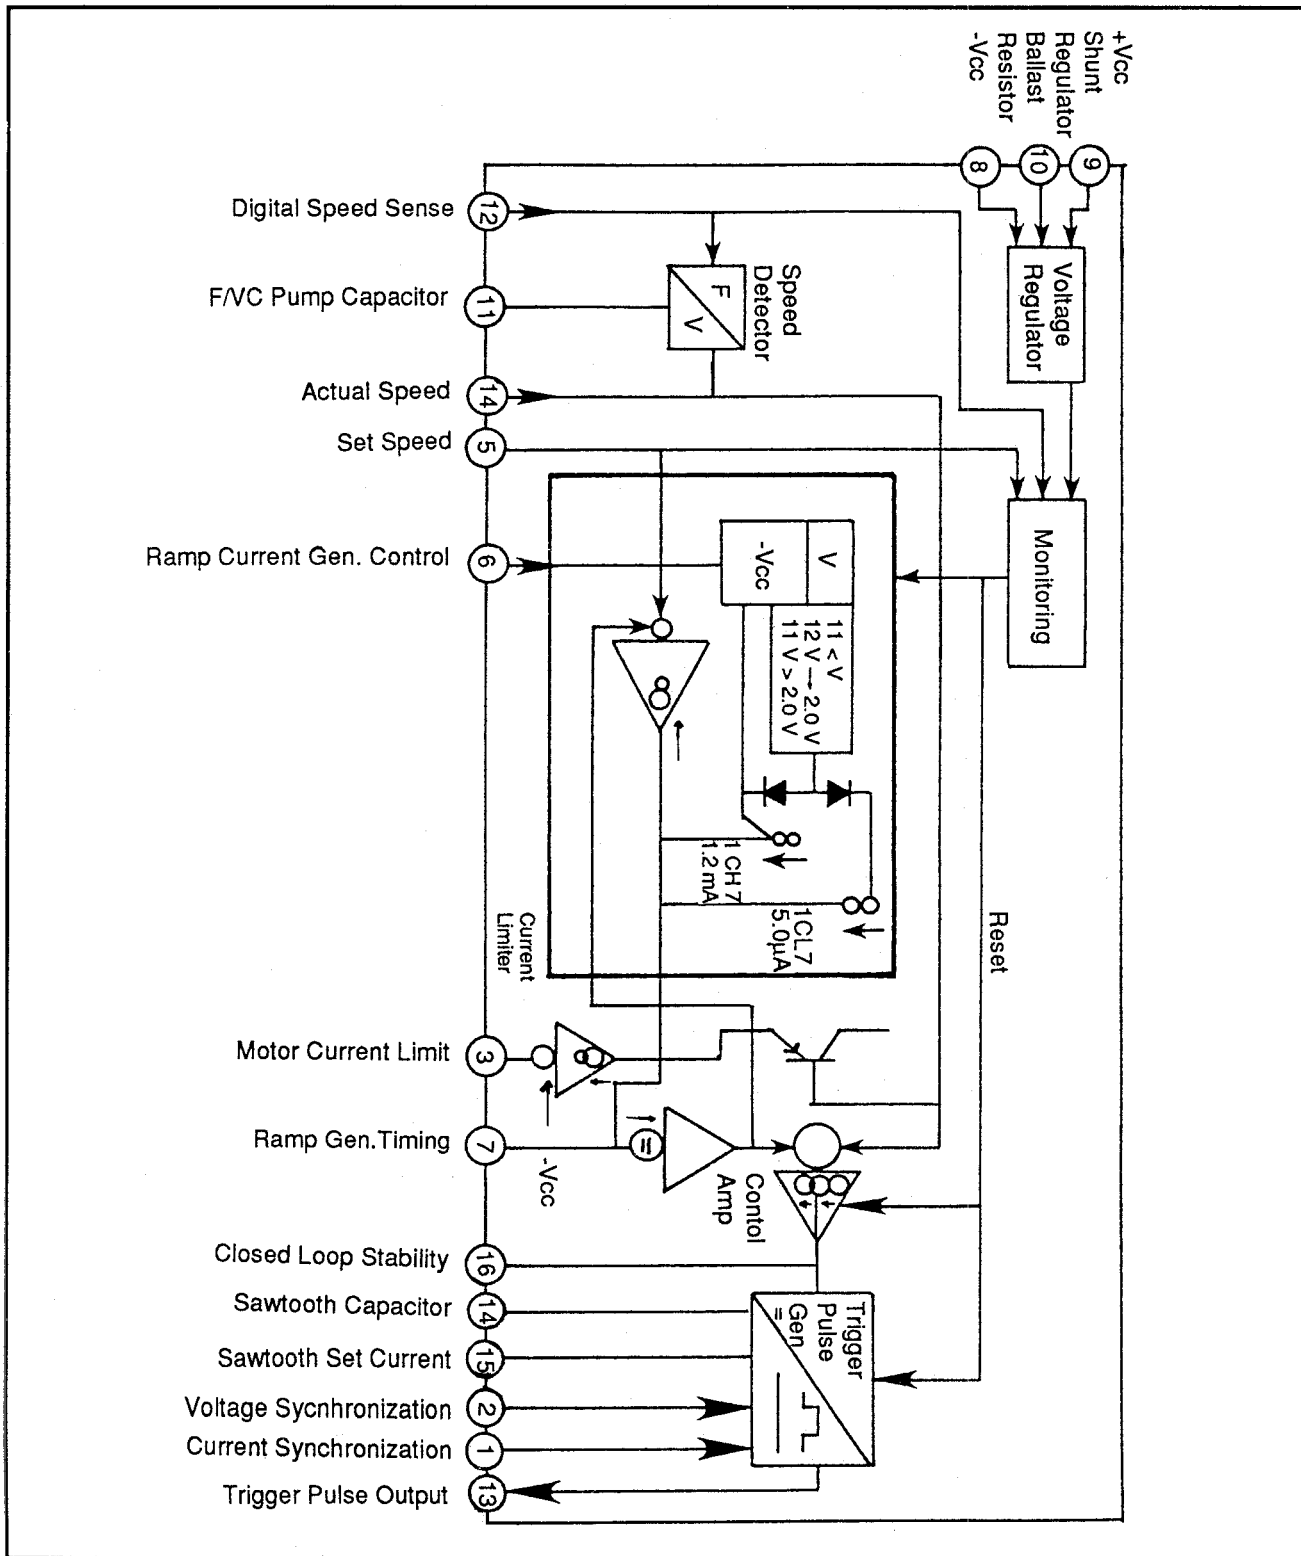 +Vcc
Shunt
Regulator
Ballast
Resistor
-Vcc
9
10
8
Voltage
Regulator
Digital Speed Sense
12
F/VC Pump Capacitor
11
Speed
Detector
F
V
Actual Speed
14
Set Speed
5
Monitoring
Ramp Current Gen. Control
6
V
-Vcc
11 < V
12 V → 2.0 V
11 V > 2.0 V
1 CH 7
1.2 mA
1CL7
5.0µA
Reset
Current
Limiter
Motor Current Limit
3
Ramp Gen.Timing
7
-Vcc
=
Contol
Amp
Closed Loop Stability
16
Sawtooth Capacitor
14
Sawtooth Set Current
15
Voltage Sycnhronization
2
Current Synchronization
1
Trigger Pulse Output
13
Trigger
Pulse
Gen
=